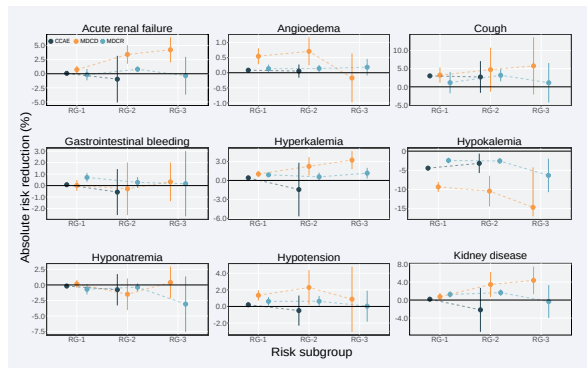 Acute renal failure
Angioedema
Cough
CCAE MDCD MDCR
5.0
2.5
0.0
-2.5
-5.0
RG-1 RG-2 RG-3
1.0
0.5
0.0
-0.5
-1.0
RG-1 RG-2 RG-3
10.0
5.0
0.0
-5.0
RG-1 RG-2 RG-3
Absolute risk reduction (%)
Gastrointestinal bleeding
Hyperkalemia
Hypokalemia
3.0
2.0
1.0
0.0
-1.0
-2.0
RG-1 RG-2 RG-3
3.0
0.0
-3.0
-6.0
RG-1 RG-2 RG-3
0
-5
-10
-15
RG-1 RG-2 RG-3
Hyponatremia
Hypotension
Kidney disease
2.5
0.0
-2.5
-5.0
-7.5
RG-1 RG-2 RG-3
4.0
2.0
0.0
-2.0
RG-1 RG-2 RG-3
8.0
4.0
0.0
-4.0
RG-1 RG-2 RG-3
Risk subgroup